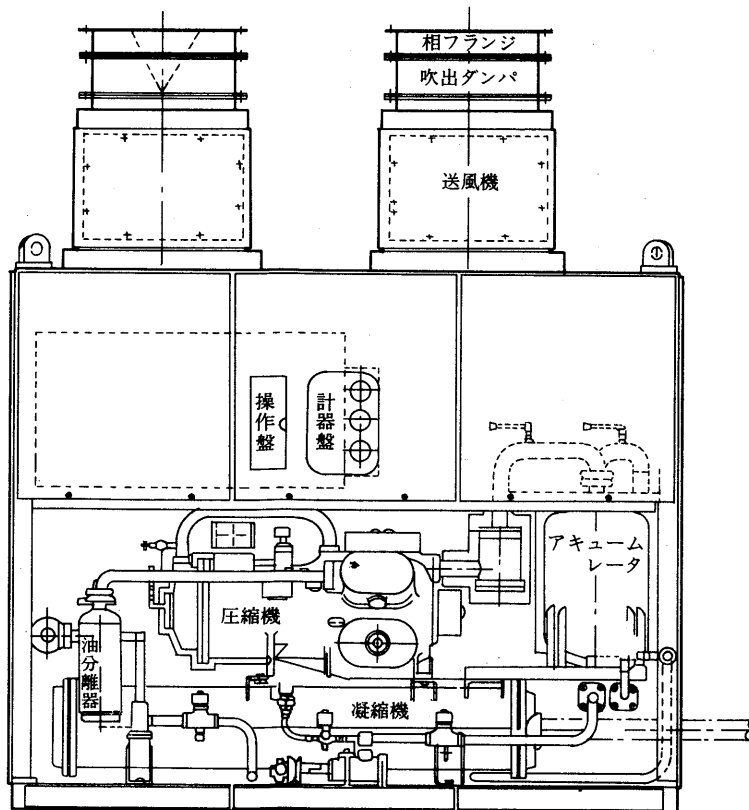 相フランジ
吹出ダンパ
送風機
操作盤
計器盤
アキューム
レータ
圧縮機
油分離器
凝縮機